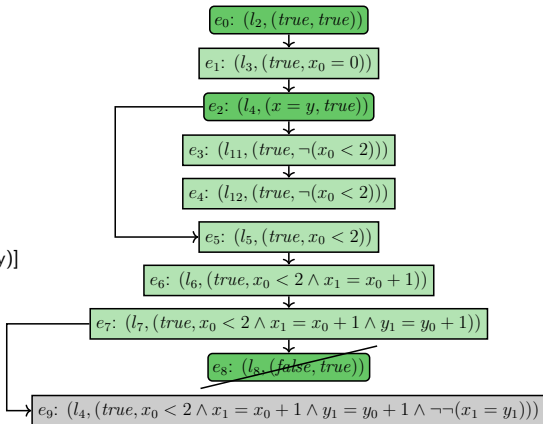 e₀: (l₂, (true, true))
e₁: (l₃, (true, x₀ = 0))
e₂: (l₄, (x = y, true))
e₃: (l₁₁, (true, ¬(x₀ < 2)))
e₄: (l₁₂, (true, ¬(x₀ < 2)))
e₅: (l₅, (true, x₀ < 2))
y)]
e₆: (l₆, (true, x₀ < 2 ∧ x₁ = x₀ + 1))
e₇: (l₇, (true, x₀ < 2 ∧ x₁ = x₀ + 1 ∧ y₁ = y₀ + 1))
e₈: (l₈, (false, true))
e₉: (l₄, (true, x₀ < 2 ∧ x₁ = x₀ + 1 ∧ y₁ = y₀ + 1 ∧ ¬¬(x₁ = y₁)))